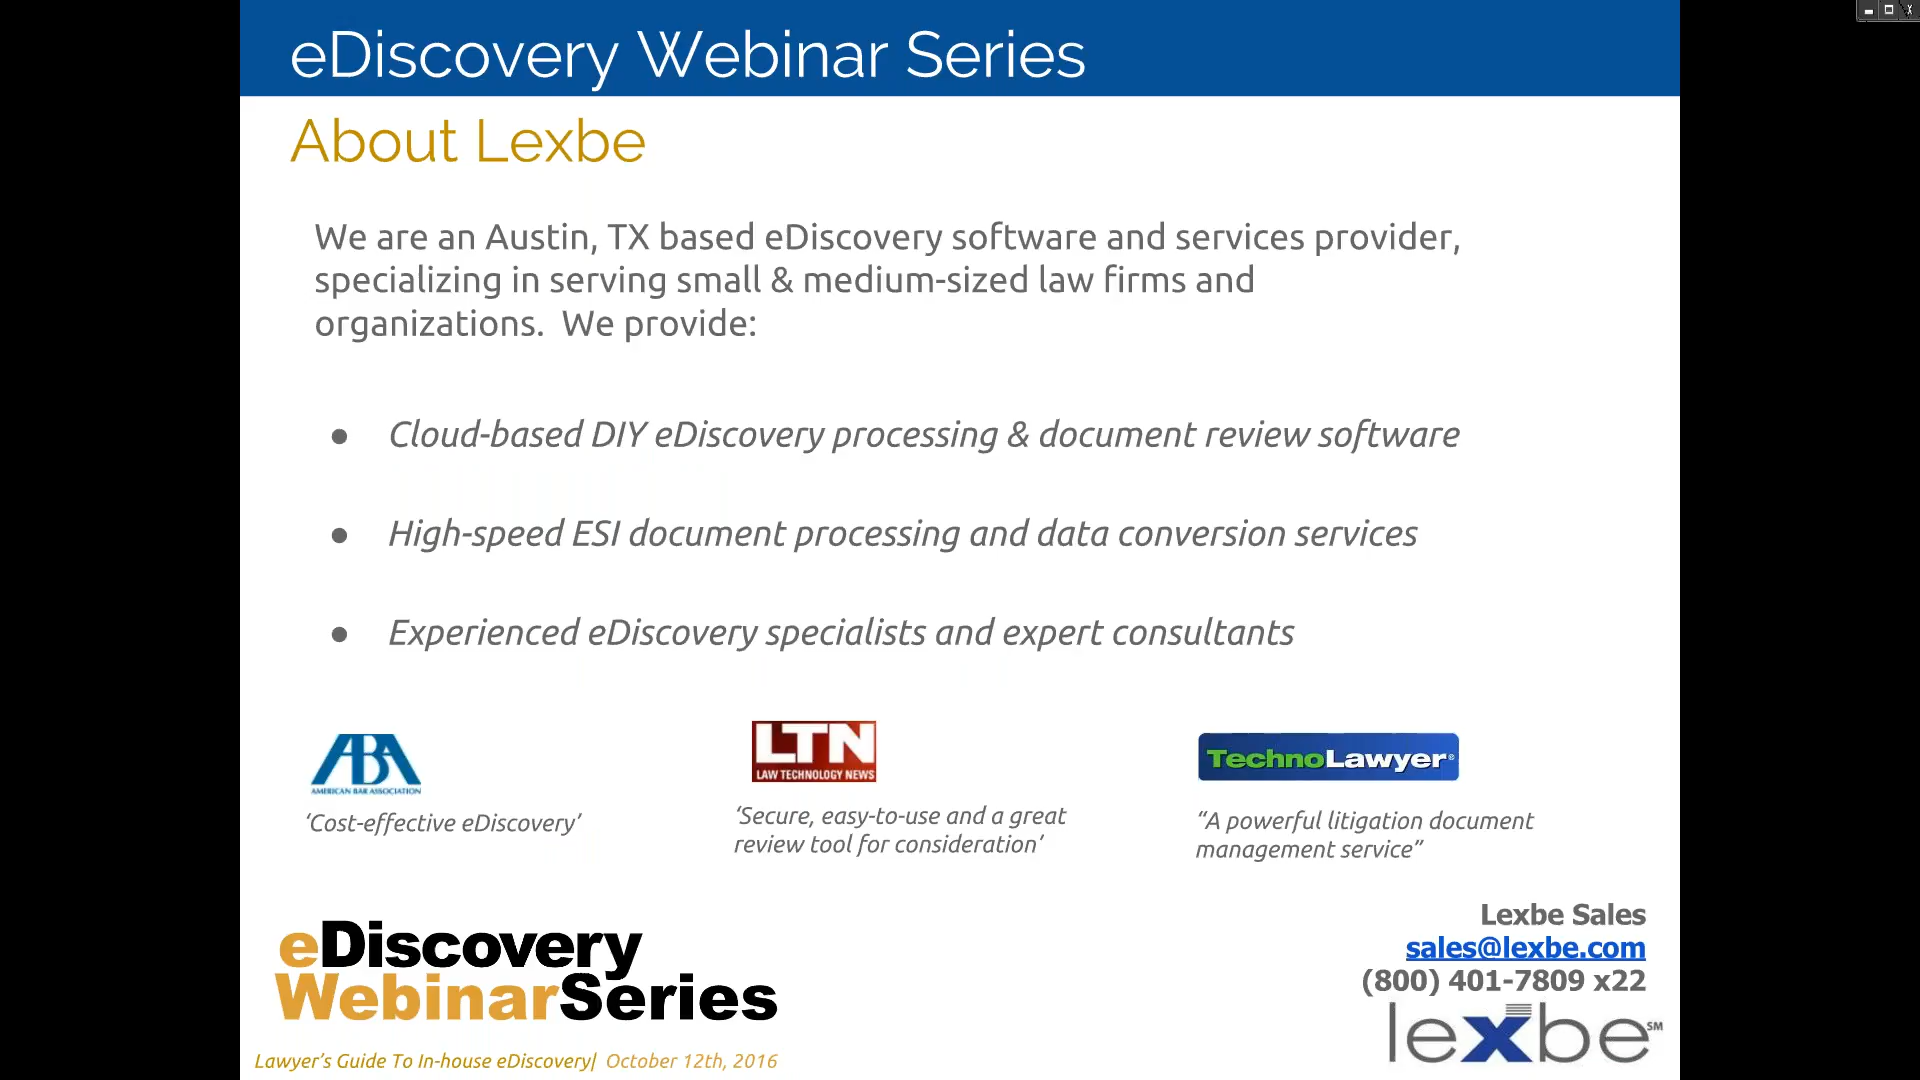 eDiscovery Webinar Series
About Lexbe
We are an Austin, TX based eDiscovery software and services provider,
specializing in serving small & medium-sized law firms and
organizations.  We provide:
● Cloud-based DIY eDiscovery processing & document review software
● High-speed ESI document processing and data conversion services
● Experienced eDiscovery specialists and expert consultants
ABA
AMERICAN BAR ASSOCIATION
‘Cost-effective eDiscovery’
LTN
LAW TECHNOLOGY NEWS
‘Secure, easy-to-use and a great
review tool for consideration’
TechnoLawyer®
“A powerful litigation document
management service”
eDiscovery
WebinarSeries
Lawyer’s Guide To In-house eDiscovery| October 12th, 2016
Lexbe Sales
sales@lexbe.com
(800) 401-7809 x22
lexbe SM